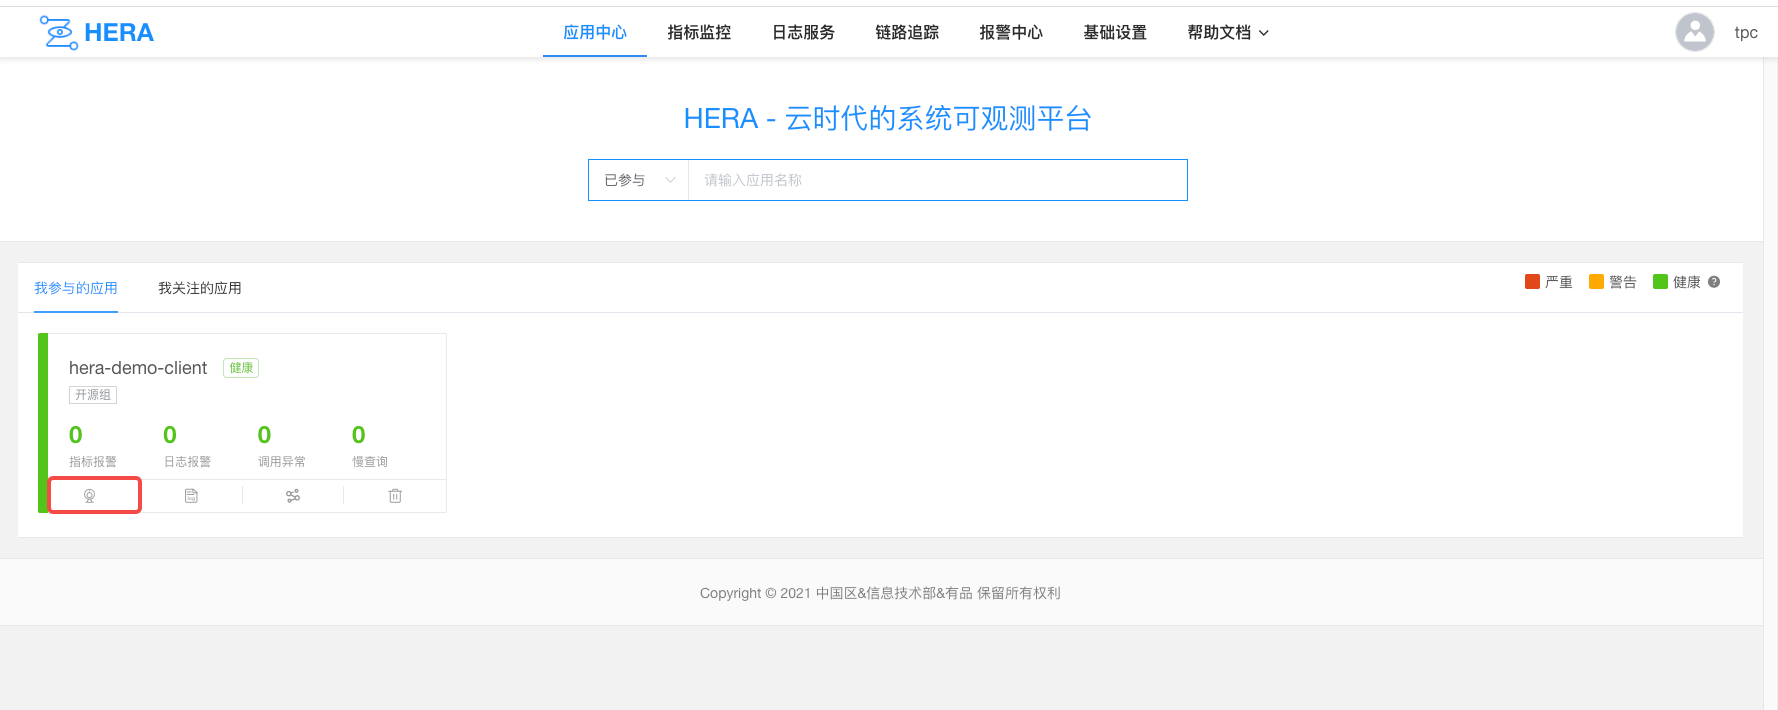 HERA
应用中心
指标监控
日志服务
链路追踪
报警中心
基础设置
帮助文档
tpc
HERA - 云时代的系统可观测平台
已参与
请输入应用名称
我参与的应用
我关注的应用
严重
警告
健康
?
hera-demo-client
健康
开源组
0
0
0
0
指标报警
日志报警
调用异常
慢查询
Copyright © 2021 中国区&信息技术部&有品 保留所有权利